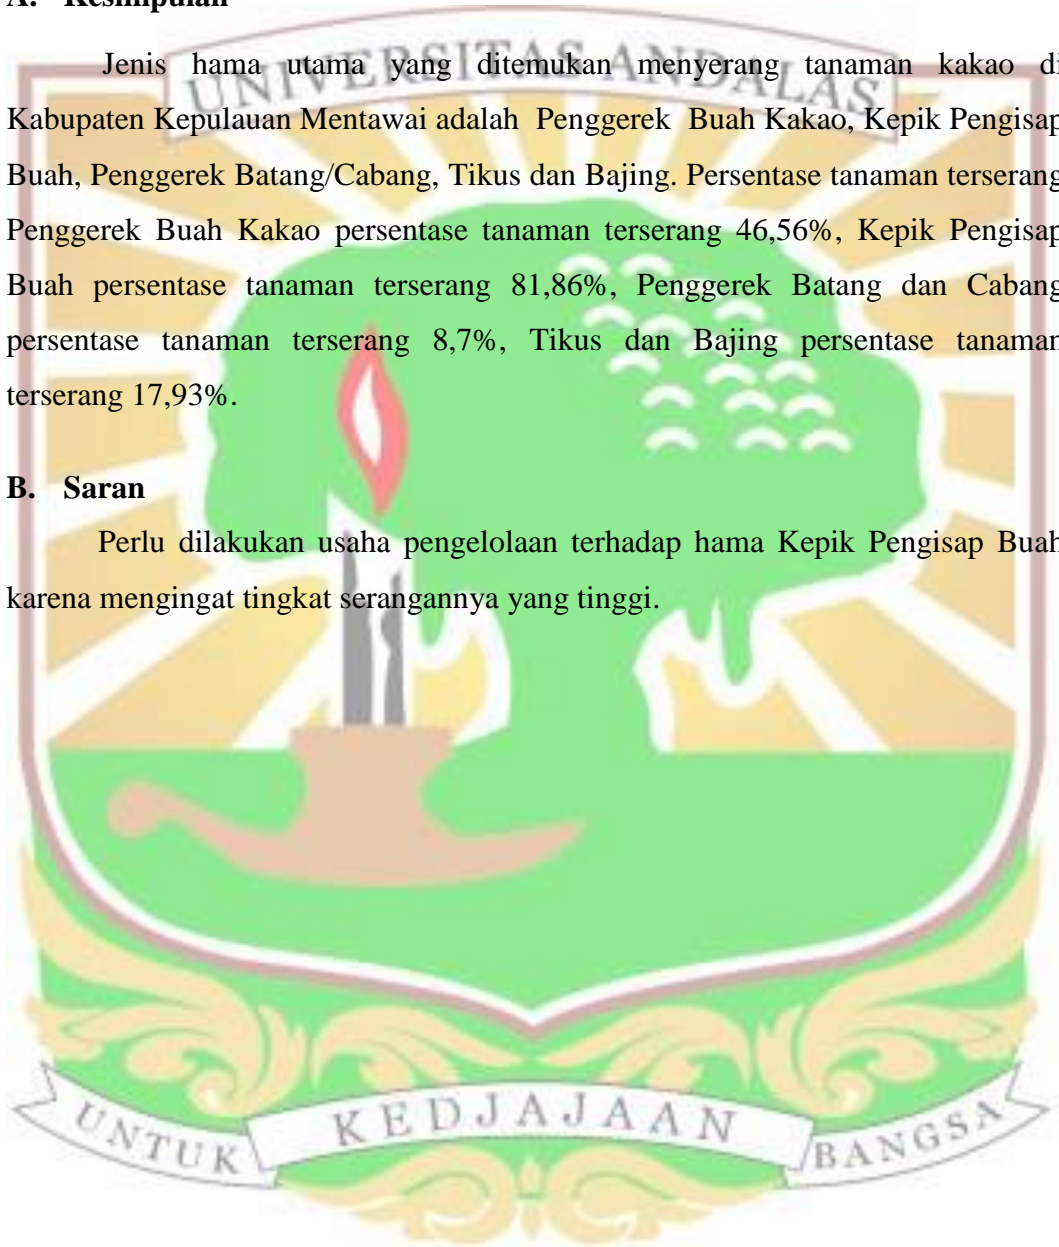 A. Kesimpulan
UNIVERSITAS ANDALAS
Jenis hama utama yang ditemukan menyerang tanaman kakao di
Kabupaten Kepulauan Mentawai adalah Penggerek Buah Kakao, Kepik Pengisap
Buah, Penggerek Batang/Cabang, Tikus dan Bajing. Persentase tanaman terserang
Penggerek Buah Kakao persentase tanaman terserang 46,56%, Kepik Pengisap
Buah persentase tanaman terserang 81,86%, Penggerek Batang dan Cabang
persentase tanaman terserang 8,7%, Tikus dan Bajing persentase tanaman
terserang 17,93%.
B. Saran
Perlu dilakukan usaha pengelolaan terhadap hama Kepik Pengisap Buah
karena mengingat tingkat serangannya yang tinggi.
UNTUK KEDJAJAAN BANGSA